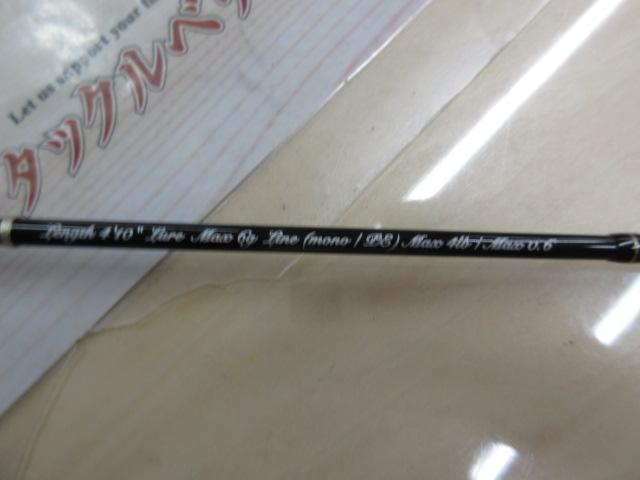 Let us support your
タックルベ
Length 4'10" Lure Max 6g Line (mono / PE) Max 4lb / Max 0.6